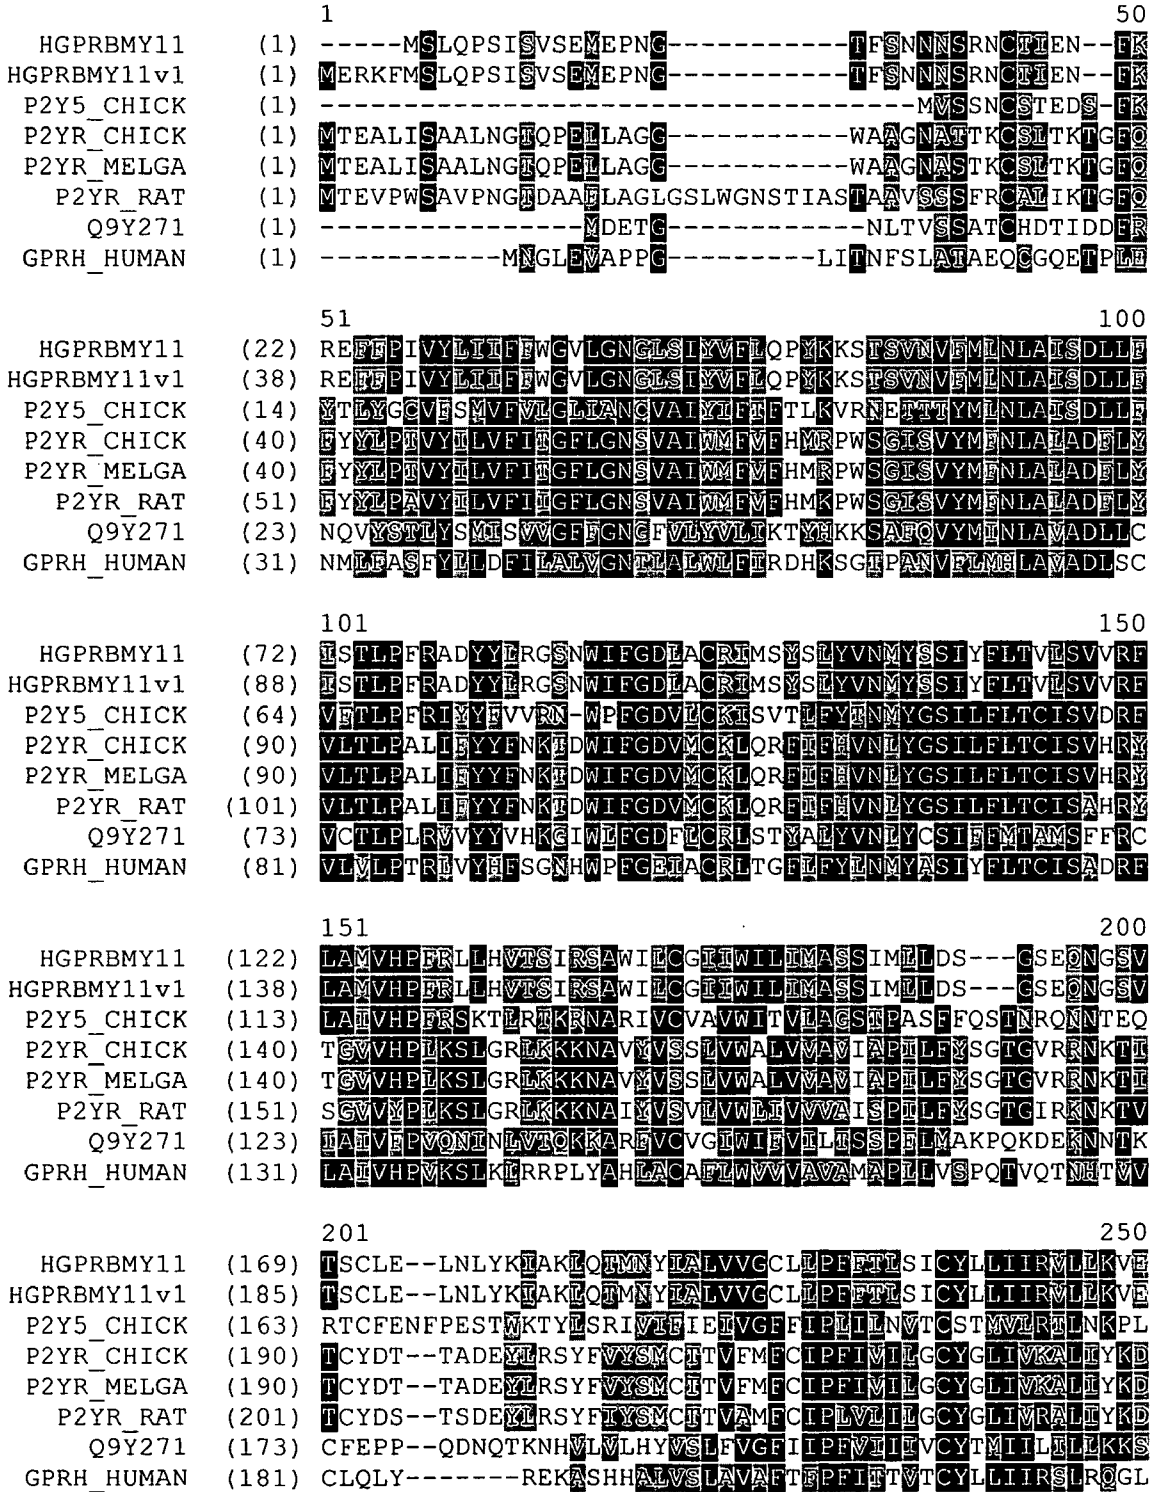 1 50
HGPRBMY11 (1) -----MSLQPSISVSEMEPNG-----------TFSNNNSRNCTIEN--FK
HGPRBMY11v1 (1) MERKFMSLQPSISVSEMEPNG-----------TFSNNNSRNCTIEN--FK
P2Y5_CHICK (1) ------------------------------------MVSSNCSTEDS-FK
P2YR_CHICK (1) MTEALISAALNGTQPELLAGG-----------WAAGNATTKCSLTKTGFQ
P2YR_MELGA (1) MTEALISAALNGTQPELLAGG-----------WAAGNASTKCSLTKTGFQ
P2YR_RAT (1) MTEVPWSAVPNGTDAAFLAGLGSLWGNSTIASTAAVSSSFRCALIKTGFQ
Q9Y271 (1) ----------------MDETG------------NLTVSSATCHDTIDDFR
GPRH_HUMAN (1) -----------MNGLEVAPPG---------LITNFSLATAEQCGQETPLE
51 100
HGPRBMY11 (22) REFFPIVYLIIFFWGVLGNGLSIYVFLQPYKKSTSVNVFMLNLAISDLLF
HGPRBMY11v1 (38) REFFPIVYLIIFFWGVLGNGLSIYVFLQPYKKSTSVNVFMLNLAISDLLF
P2Y5_CHICK (14) YTLYGCVFSMVFVLGLIANCVAIYIFTFTLKVRNETTTYMLNLAISDLLF
P2YR_CHICK (40) FYYLPTVYILVFITGFLGNSVAIWMFVFHMRPWSGISVYMFNLALADFLY
P2YR_MELGA (40) FYYLPTVYILVFITGFLGNSVAIWMFVFHMRPWSGISVYMFNLALADFLY
P2YR_RAT (51) FYYLPAVYILVFIIGFLGNSVAIWMFVFHMKPWSGISVYMFNLALADFLY
Q9Y271 (23) NQVYSTLYSMISVVGFFGNGFVLYVLIKTYHKKSAFQVYMINLAVADLLC
GPRH_HUMAN (31) NMLFASFYLLDFILALVGNTLALWLFIRDHKSGTPANVFLMHLAVADLSC
101 150
HGPRBMY11 (72) ISTLPFRADYYLRGSNWIFGDLACRIMSYSLYVNMYSSIYFLTVLSVVRF
HGPRBMY11v1 (88) ISTLPFRADYYLRGSNWIFGDLACRIMSYSLYVNMYSSIYFLTVLSVVRF
P2Y5_CHICK (64) VFTLPFRIYYFVVRN-WPFGDVLCKISVTLFYTNMYGSILFLTCISVDRF
P2YR_CHICK (90) VLTLPALIFYYFNKTDWIFGDVMCKLQRFIFHVNLYGSILFLTCISVHRY
P2YR_MELGA (90) VLTLPALIFYYFNKTDWIFGDVMCKLQRFIFHVNLYGSILFLTCISVHRY
P2YR_RAT (101) VLTLPALIFYYFNKTDWIFGDVMCKLQRFIFHVNLYGSILFLTCISAHRY
Q9Y271 (73) VCTLPLRVVYYVHKGIWLFGDFLCRLSTYALYVNLYCSIFFMTAMSFFRC
GPRH_HUMAN (81) VLVLPTRLVYHFSGNHWPFGEIACRLTGFLFYLNMYASIYFLTCISADRF
151 200
HGPRBMY11 (122) LAMVHPFRLLHVTSIRSAWILCGIIWILIMASSIMLLDS---GSEQNGSV
HGPRBMY11v1 (138) LAMVHPFRLLHVTSIRSAWILCGIIWILIMASSIMLLDS---GSEQNGSV
P2Y5_CHICK (113) LAIVHPFRSKTLRTKRNARIVCVAVWITVLAGSTPASFFQSTNRQNNTEQ
P2YR_CHICK (140) TGVVHPLKSLGRLKKKNAVYVSSLVWALVVAVIAPILFYSGTGVRRNKTI
P2YR_MELGA (140) TGVVHPLKSLGRLKKKNAVYVSSLVWALVVAVIAPILFYSGTGVRRNKTI
P2YR_RAT (151) SGVVYPLKSLGRLKKKNAIYVSVLVWLIVVVAISPILFYSGTGIRKNKTV
Q9Y271 (123) IAIVFPVQNINLVTQKKARFVCVGIWIFVILTSSPFLMAKPQKDEKNNTK
GPRH_HUMAN (131) LAIVHPVKSLKLRRPLYAHLACAFLWVVVAVAMAPLLVSPQTVQTNHTVV
201 250
HGPRBMY11 (169) TSCLE--LNLYKIAKLQTMNYIALVVGCLLPFFTLSICYLLIIRVLLKVE
HGPRBMY11v1 (185) TSCLE--LNLYKIAKLQTMNYIALVVGCLLPFFTLSICYLLIIRVLLKVE
P2Y5_CHICK (163) RTCFENFPESTWKTYLSRIVIFIEIVGFFIPLILNVTCSTMVLRTLNKPL
P2YR_CHICK (190) TCYDT--TADEYLRSYFVYSMCTTVFMFCIPFIVILGCYGLIVKALIYKD
P2YR_MELGA (190) TCYDT--TADEYLRSYFVYSMCTTVFMFCIPFIVILGCYGLIVKALIYKD
P2YR_RAT (201) TCYDS--TSDEYLRSYFIYSMCTTVAMFCIPLVLILGCYGLIVRALIYKD
Q9Y271 (173) CFEPP--QDNQTKNHVLVLHYVSLFVGFIIPFVIIIVCYTMIILILLKKS
GPRH_HUMAN (181) CLQLY-------REKASHHALVSLAVAFTFPFITTVTCYLLIIRSLRQGL